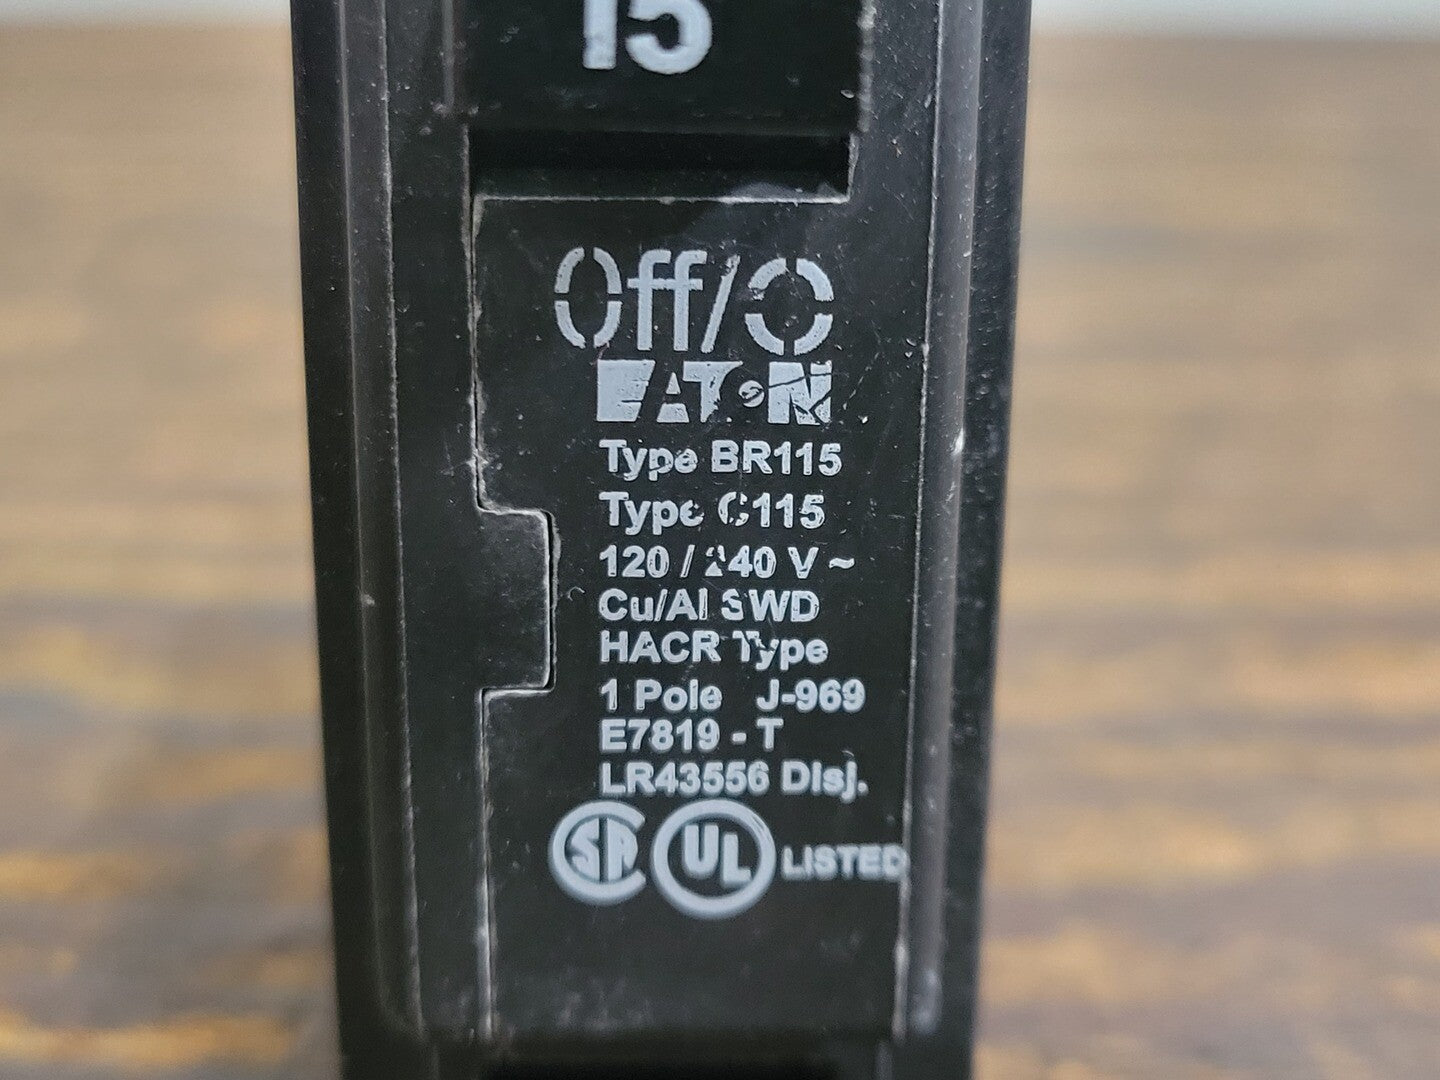 15
Off/O
EATON
Type BR115
Type C115
120 / 240 V ~
Cu/Al SWD
HACR Type
1 Pole J-969
E7819 - T
LR43556 Disj.
SA UL LISTED